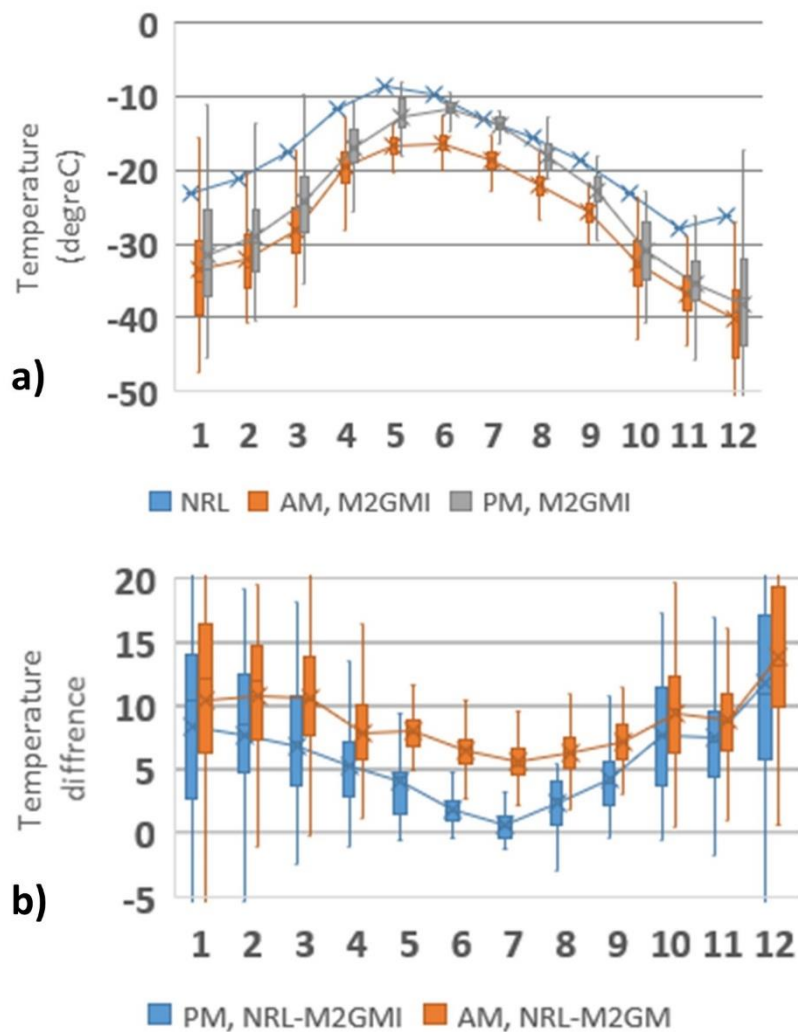 0
-10
-20
-30
-40
-50
Temperature
(degreC)
a)
1 2 3 4 5 6 7 8 9 10 11 12
NRL AM, M2GMI PM, M2GMI
20
15
10
5
0
-5
Temperature
diffrence
b)
1 2 3 4 5 6 7 8 9 10 11 12
PM, NRL-M2GMI AM, NRL-M2GM